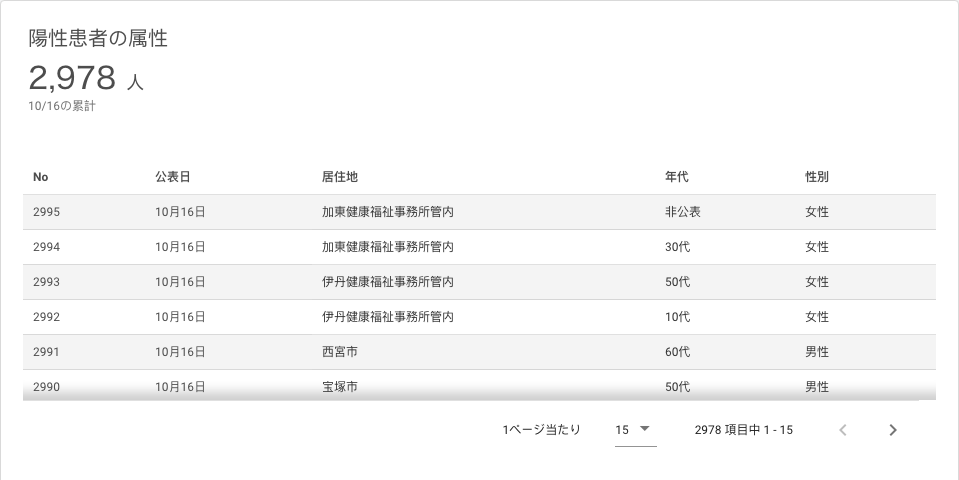 陽性患者の属性
2,978 人
10/16の累計
No 公表日 居住地 年代 性別
2995 10月16日 加東健康福祉事務所管内 非公表 女性
2994 10月16日 加東健康福祉事務所管内 30代 女性
2993 10月16日 伊丹健康福祉事務所管内 50代 女性
2992 10月16日 伊丹健康福祉事務所管内 10代 女性
2991 10月16日 西宮市 60代 男性
2990 10月16日 宝塚市 50代 男性
1ページ当たり 15 2978 項目中 1 - 15